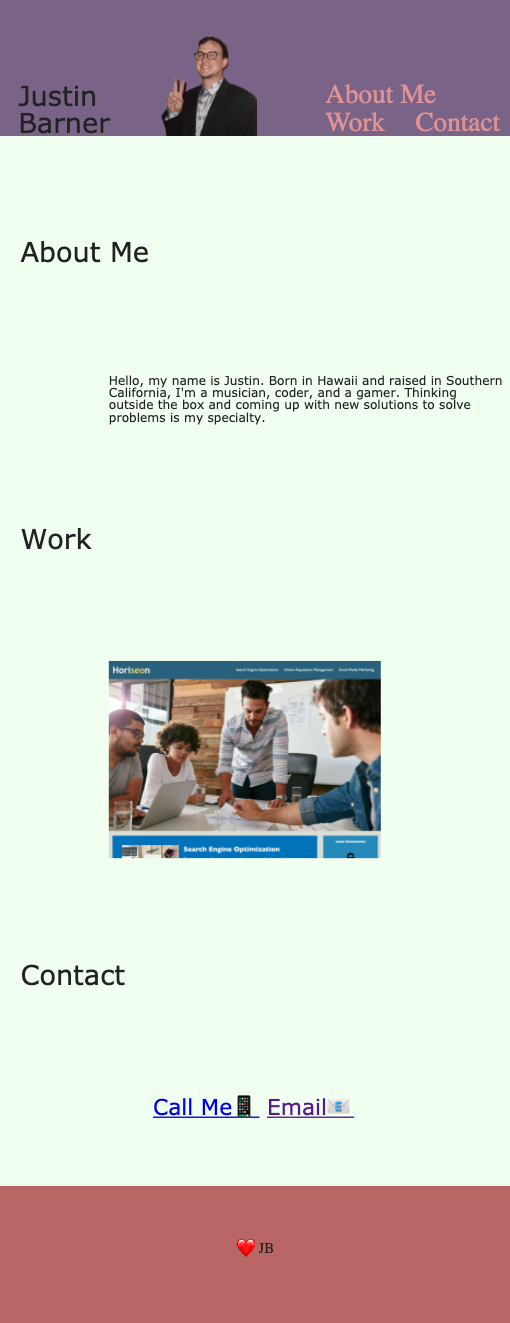 Justin
Barner
About Me
Work Contact
About Me
Hello, my name is Justin. Born in Hawaii and raised in Southern
California, I'm a musician, coder, and a gamer. Thinking
outside the box and coming up with new solutions to solve
problems is my specialty.
Work
Horiseon
Search Engine Optimization Online Reputation Management Social Media Marketing
Search Engine Optimization
Lead Generation
Contact
Call Me📱 Email📧
❤️JB